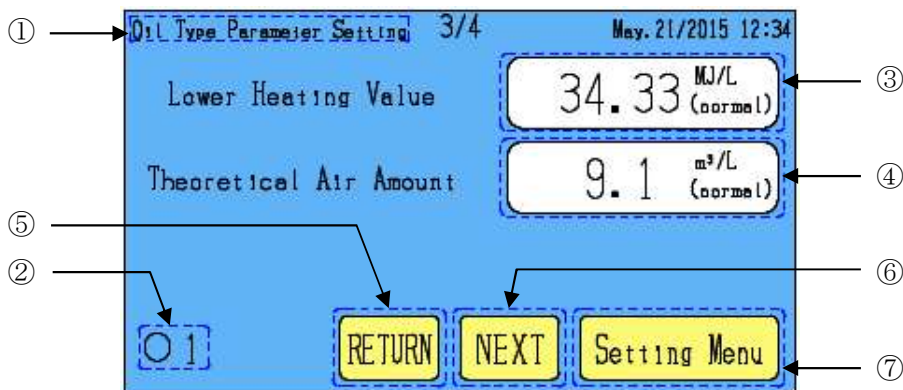 ① Oil Type Parameter Setting 3/4 May.21/2015 12:34
Lower Heating Value 34.33 MJ/L (normal) ③
Theoretical Air Amount 9.1 m³/L (normal) ④
⑤
② ⑥
○1 RETURN NEXT Setting Menu
⑦